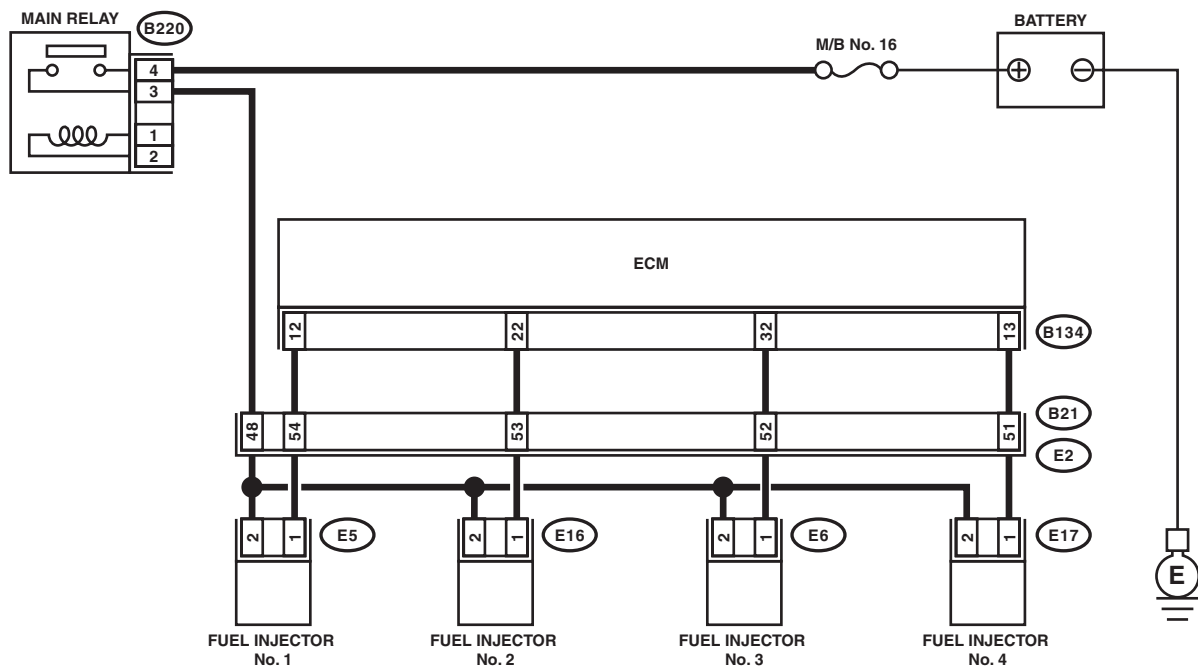 MAIN RELAY
B220
BATTERY
M/B No. 16
4
3
1
2
ECM
12
22
32
13
B134
48
54
53
52
51
B21
E2
2
1
E5
2
1
E16
2
1
E6
2
1
E17
E
FUEL INJECTOR
No. 1
FUEL INJECTOR
No. 2
FUEL INJECTOR
No. 3
FUEL INJECTOR
No. 4